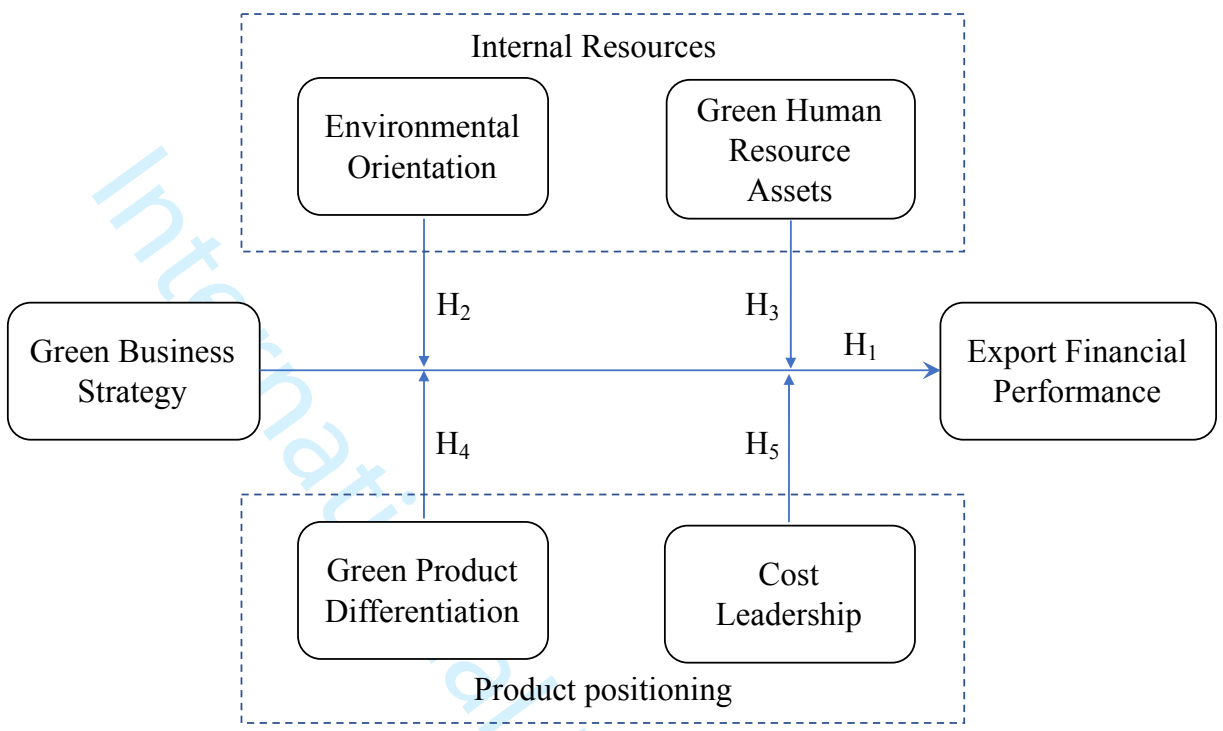 Internal Resources
Environmental
Orientation
Green Human
Resource
Assets
H₂
H₃
Green Business
Strategy
H₁
Export Financial
Performance
H₄
H₅
Green Product
Differentiation
Cost
Leadership
Product positioning
International